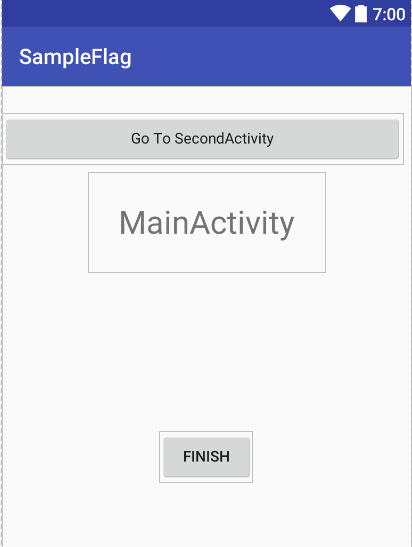 7:00
SampleFlag
Go To SecondActivity
MainActivity
FINISH